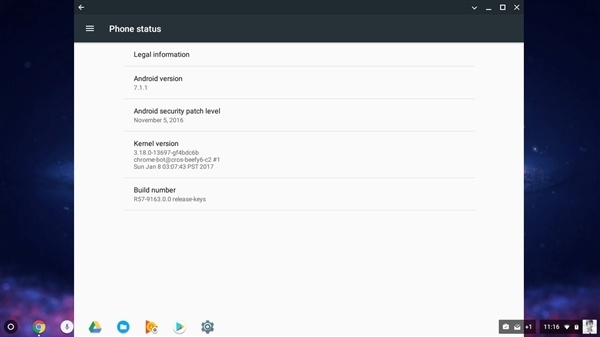 Phone status
Legal information
Android version
7.1.1
Android security patch level
November 5, 2016
Kernel version
3.18.0-13697-gf4bdc6b
chrome-bot@cros-beefy6-c2 #1
Sun Jan 8 03:07:43 PST 2017
Build number
R57-9163.0.0 release-keys
+1
11:16